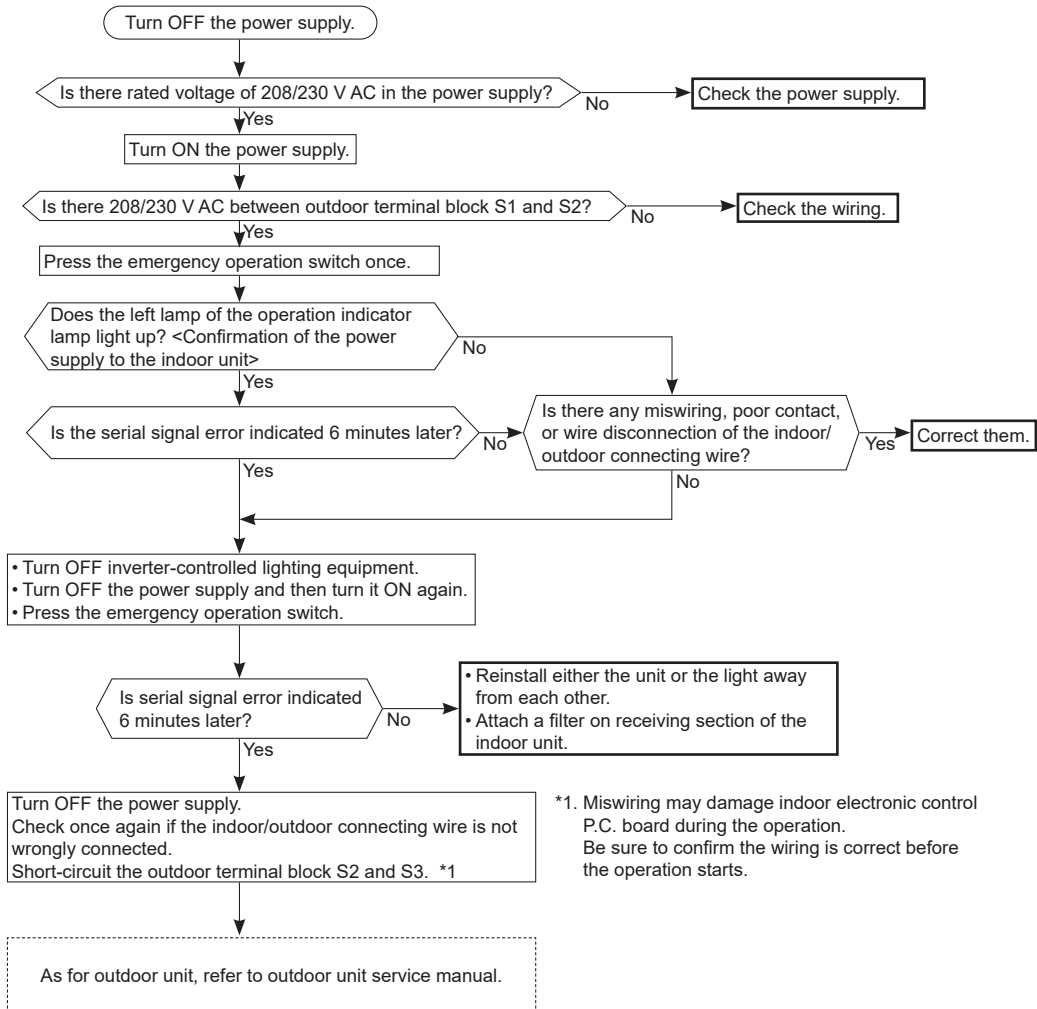 Turn OFF the power supply.
Is there rated voltage of 208/230 V AC in the power supply?
No
Check the power supply.
Yes
Turn ON the power supply.
Is there 208/230 V AC between outdoor terminal block S1 and S2?
No
Check the wiring.
Yes
Press the emergency operation switch once.
Does the left lamp of the operation indicator
lamp light up? <Confirmation of the power
supply to the indoor unit>
No
Yes
Is the serial signal error indicated 6 minutes later?
No
Is there any miswiring, poor contact,
or wire disconnection of the indoor/
outdoor connecting wire?
Yes
Correct them.
Yes
No
• Turn OFF inverter-controlled lighting equipment.
• Turn OFF the power supply and then turn it ON again.
• Press the emergency operation switch.
Is serial signal error indicated
6 minutes later?
No
• Reinstall either the unit or the light away
from each other.
• Attach a filter on receiving section of the
indoor unit.
Yes
Turn OFF the power supply.
Check once again if the indoor/outdoor connecting wire is not
wrongly connected.
Short-circuit the outdoor terminal block S2 and S3. *1
*1. Miswiring may damage indoor electronic control
P.C. board during the operation.
Be sure to confirm the wiring is correct before
the operation starts.
As for outdoor unit, refer to outdoor unit service manual.